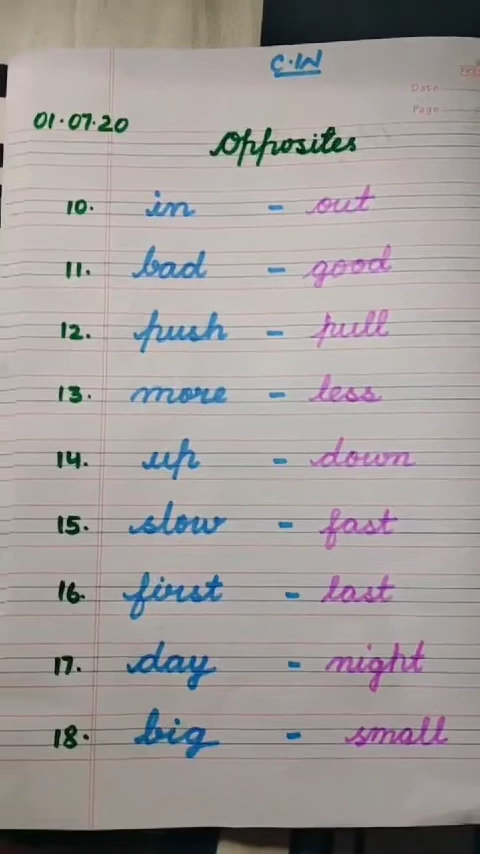 C.W
Date
Page
01.07.20
Opposites
10. in - out
11. bad - good
12. push - pull
13. more - less
14. up - down
15. slow - fast
16. first - last
17. day - night
18. big - small